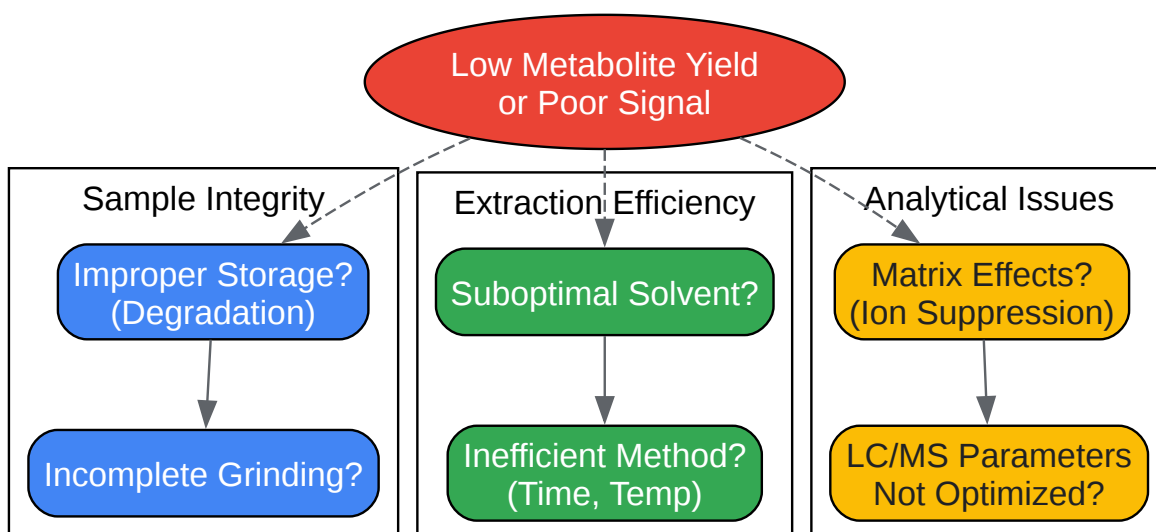 Low Metabolite Yield
or Poor Signal
Sample Integrity
Improper Storage?
(Degradation)
Incomplete Grinding?
Extraction Efficiency
Suboptimal Solvent?
Inefficient Method?
(Time, Temp)
Analytical Issues
Matrix Effects?
(Ion Suppression)
LC/MS Parameters
Not Optimized?